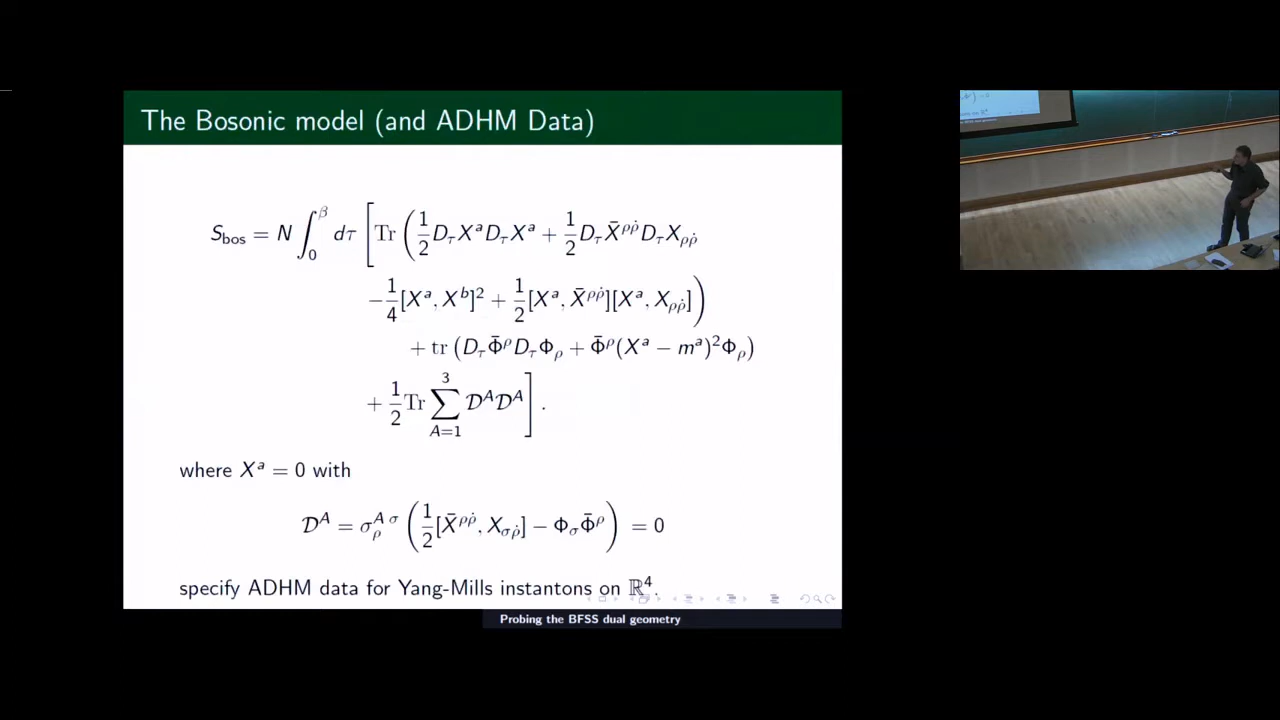 The Bosonic model (and ADHM Data)
S_bos = N ∫_0^β dτ [ Tr ( 1/2 D_τ X^a D_τ X^a + 1/2 D_τ X̄^{ρρ̇} D_τ X_{ρρ̇}
− 1/4 [X^a, X^b]^2 + 1/2 [X^a, X̄^{ρρ̇}][X^a, X_{ρρ̇}] )
+ tr (D_τ Φ̄^ρ D_τ Φ_ρ + Φ̄^ρ (X^a − m^a)^2 Φ_ρ)
+ 1/2 Tr ∑_{A=1}^{3} 𝒟^A 𝒟^A ] .
where X^a = 0 with
𝒟^A = σ_ρ^{A σ} ( 1/2 [X̄^{ρρ̇}, X_{σρ̇}] − Φ_σ Φ̄^ρ ) = 0
specify ADHM data for Yang-Mills instantons on ℝ^4.
Probing the BFSS dual geometry